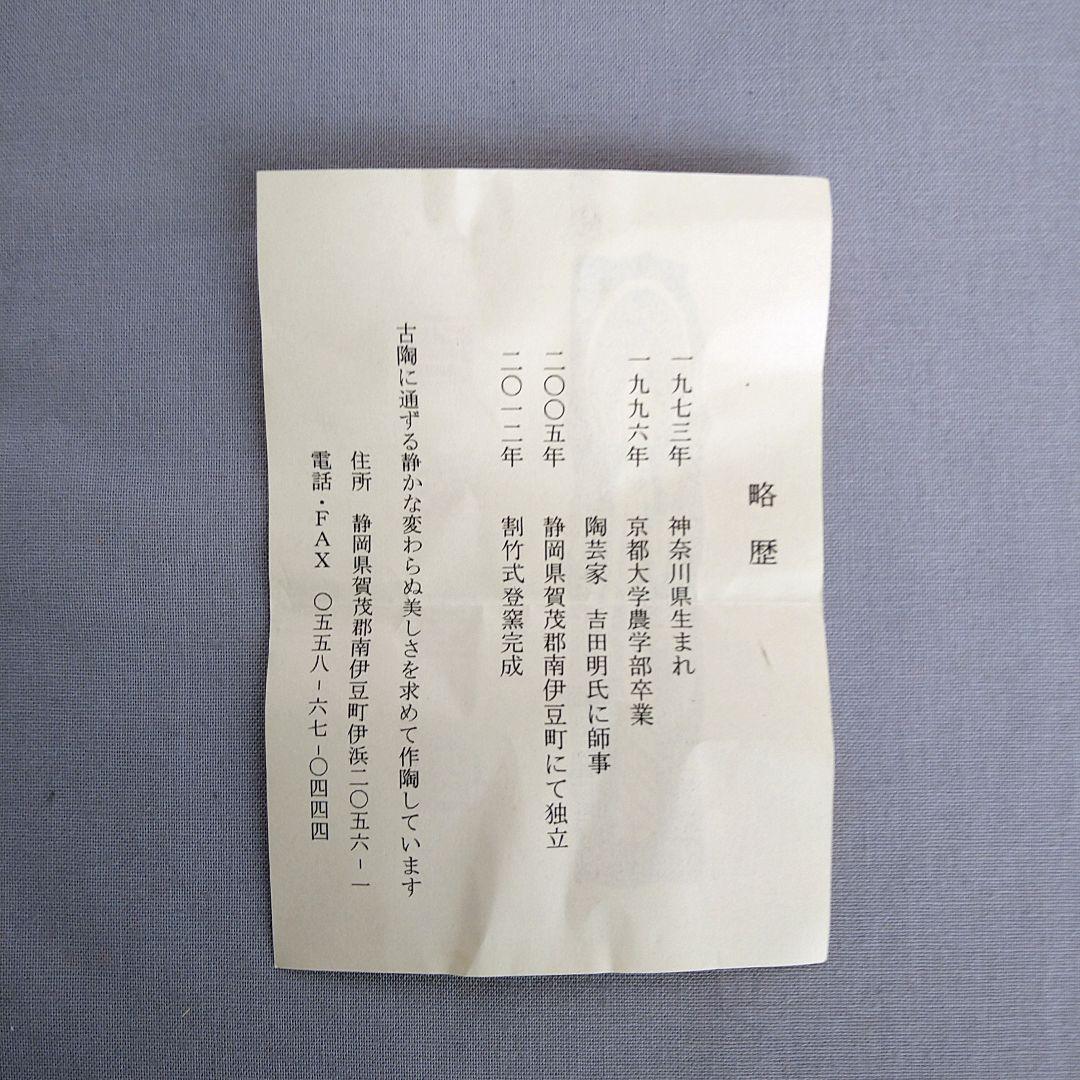 略歴
一九七三年 神奈川県生まれ
一九九六年 京都大学農学部卒業
陶芸家 吉田明氏に師事
二〇〇五年 静岡県賀茂郡南伊豆町にて独立
二〇一二年 割竹式登窯完成
古陶に通ずる静かな変わらぬ美しさを求めて作陶しています
住所 静岡県賀茂郡南伊豆町伊浜二〇五六-一
電話・FAX 〇五五八-六七-〇四四四